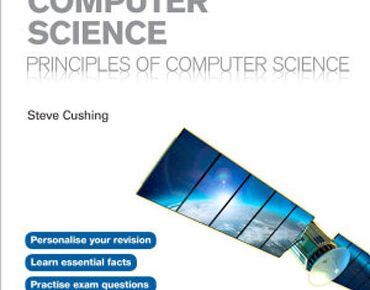 COMPUTER
SCIENCE
PRINCIPLES OF COMPUTER SCIENCE
Steve Cushing
Personalise your revision
Learn essential facts
Practise exam questions